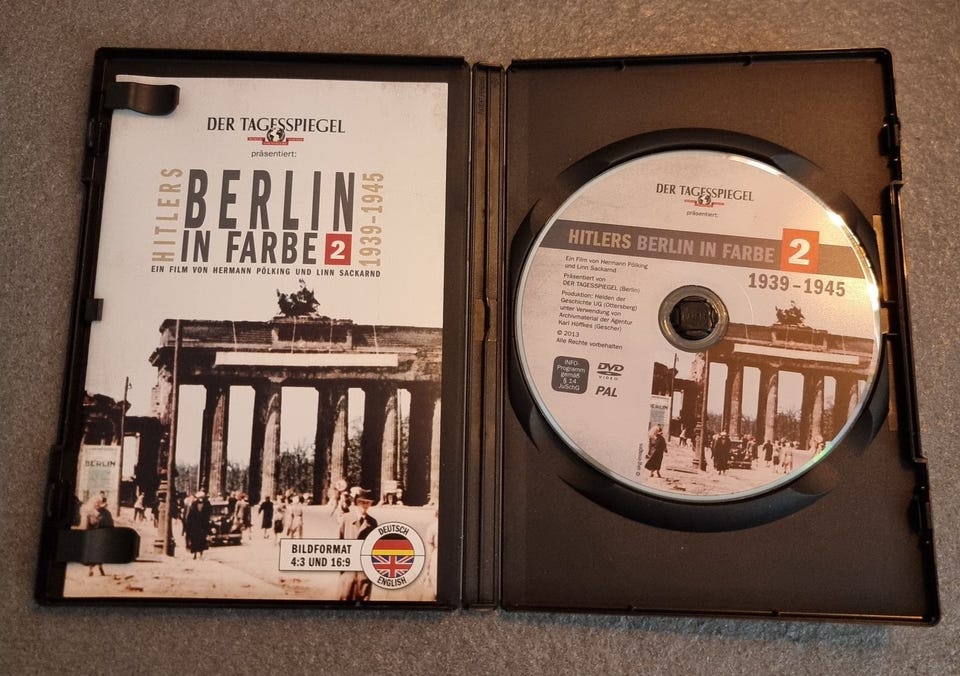 DER TAGESSPIEGEL
präsentiert:
HITLERS
BERLIN
IN FARBE 2
1939-1945
EIN FILM VON HERMANN PÖLKING UND LINN SACKARND
BERLIN
BILDFORMAT
4:3 UND 16:9
DEUTSCH
ENGLISH
DER TAGESSPIEGEL
präsentiert:
HITLERS BERLIN IN FARBE 2
1939-1945
Ein Film von Hermann Pölking
und Linn Sackarnd
Präsentiert von
DER TAGESSPIEGEL (Berlin)
Produktion: Helden der
Geschichte UG (Ottersberg)
unter Verwendung von
Archivmaterial der Agentur
Karl Höffkes (Gescher)
© 2013
Alle Rechte vorbehalten
INFO-
Programm
gemäß
§ 14
JuSchG
DVD
VIDEO
PAL
BERLIN